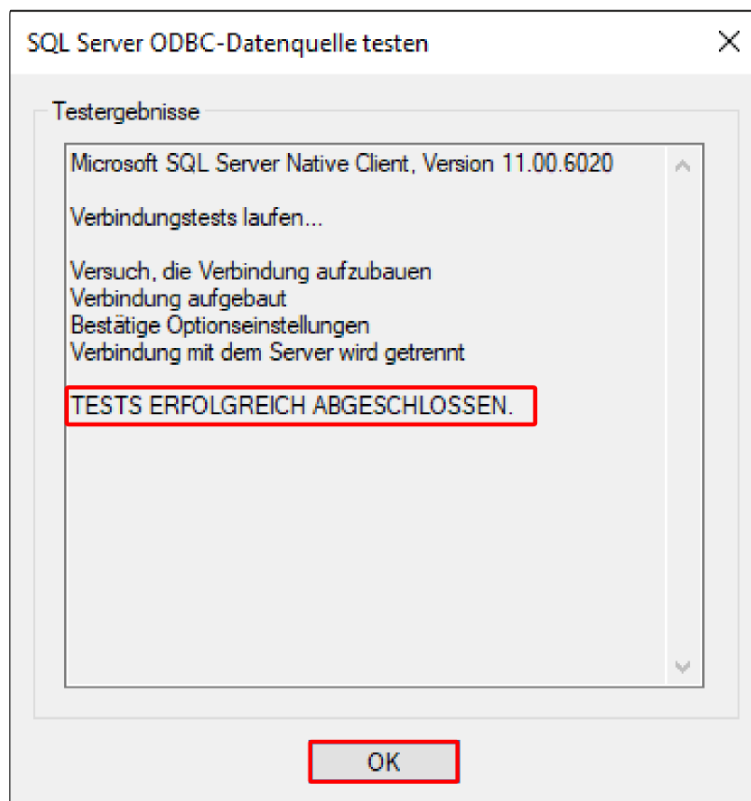 SQL Server ODBC-Datenquelle testen
Testergebnisse
Microsoft SQL Server Native Client, Version 11.00.6020
Verbindungstests laufen...
Versuch, die Verbindung aufzubauen
Verbindung aufgebaut
Bestätige Optionseinstellungen
Verbindung mit dem Server wird getrennt
TESTS ERFOLGREICH ABGESCHLOSSEN.
OK